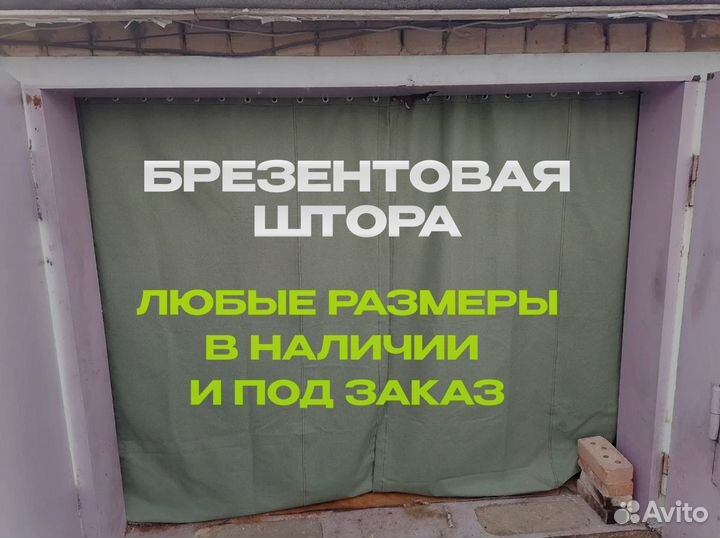 БРЕЗЕНТОВАЯ
ШТОРА
ЛЮБЫЕ РАЗМЕРЫ
В НАЛИЧИИ
И ПОД ЗАКАЗ
Avito